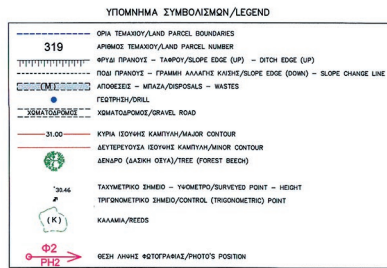 ΥΠΟΜΝΗΜΑ ΣΥΜΒΟΛΙΣΜΩΝ/LEGEND
ΟΡΙΑ ΤΕΜΑΧΙΟΥ/LAND PARCEL BOUNDARIES
319 ΑΡΙΘΜΟΣ ΤΕΜΑΧΙΟΥ/LAND PARCEL NUMBER
ΦΡΥΔΙ ΠΡΑΝΟΥΣ - ΤΑΦΡΟΥ/SLOPE EDGE (UP) - DITCH EDGE (UP)
ΠΟΔΙ ΠΡΑΝΟΥΣ - ΓΡΑΜΜΗ ΑΛΛΑΓΗΣ ΚΛΙΣΗΣ/SLOPE EDGE (DOWN) - SLOPE CHANGE LINE
(Μ) ΑΠΟΘΕΣΕΙΣ - ΜΠΑΖΑ/DISPOSALS - WASTES
ΓΕΩΤΡΗΣΗ/DRILL
ΧΩΜΑΤΟΔΡΟΜΟΣ ΧΩΜΑΤΟΔΡΟΜΟΣ/GRAVEL ROAD
31.00 ΚΥΡΙΑ ΙΣΟΥΨΗΣ ΚΑΜΠΥΛΗ/MAJOR CONTOUR
ΔΕΥΤΕΡΕΥΟΥΣΑ ΙΣΟΥΨΗΣ ΚΑΜΠΥΛΗ/MINOR CONTOUR
ΔΕΝΔΡΟ (ΔΑΣΙΚΗ ΟΞΥΑ)/TREE (FOREST BEECH)
30.46 ΤΑΧΥΜΕΤΡΙΚΟ ΣΗΜΕΙΟ - ΥΨΟΜΕΤΡΟ/SURVEYED POINT - HEIGHT
ΤΡΙΓΩΝΟΜΕΤΡΙΚΟ ΣΗΜΕΙΟ/CONTROL (TRIGONOMETRIC) POINT
(Κ) ΚΑΛΑΜΙΑ/REEDS
Φ2
PH2 ΘΕΣΗ ΛΗΨΗΣ ΦΩΤΟΓΡΑΦΙΑΣ/PHOTO'S POSITION